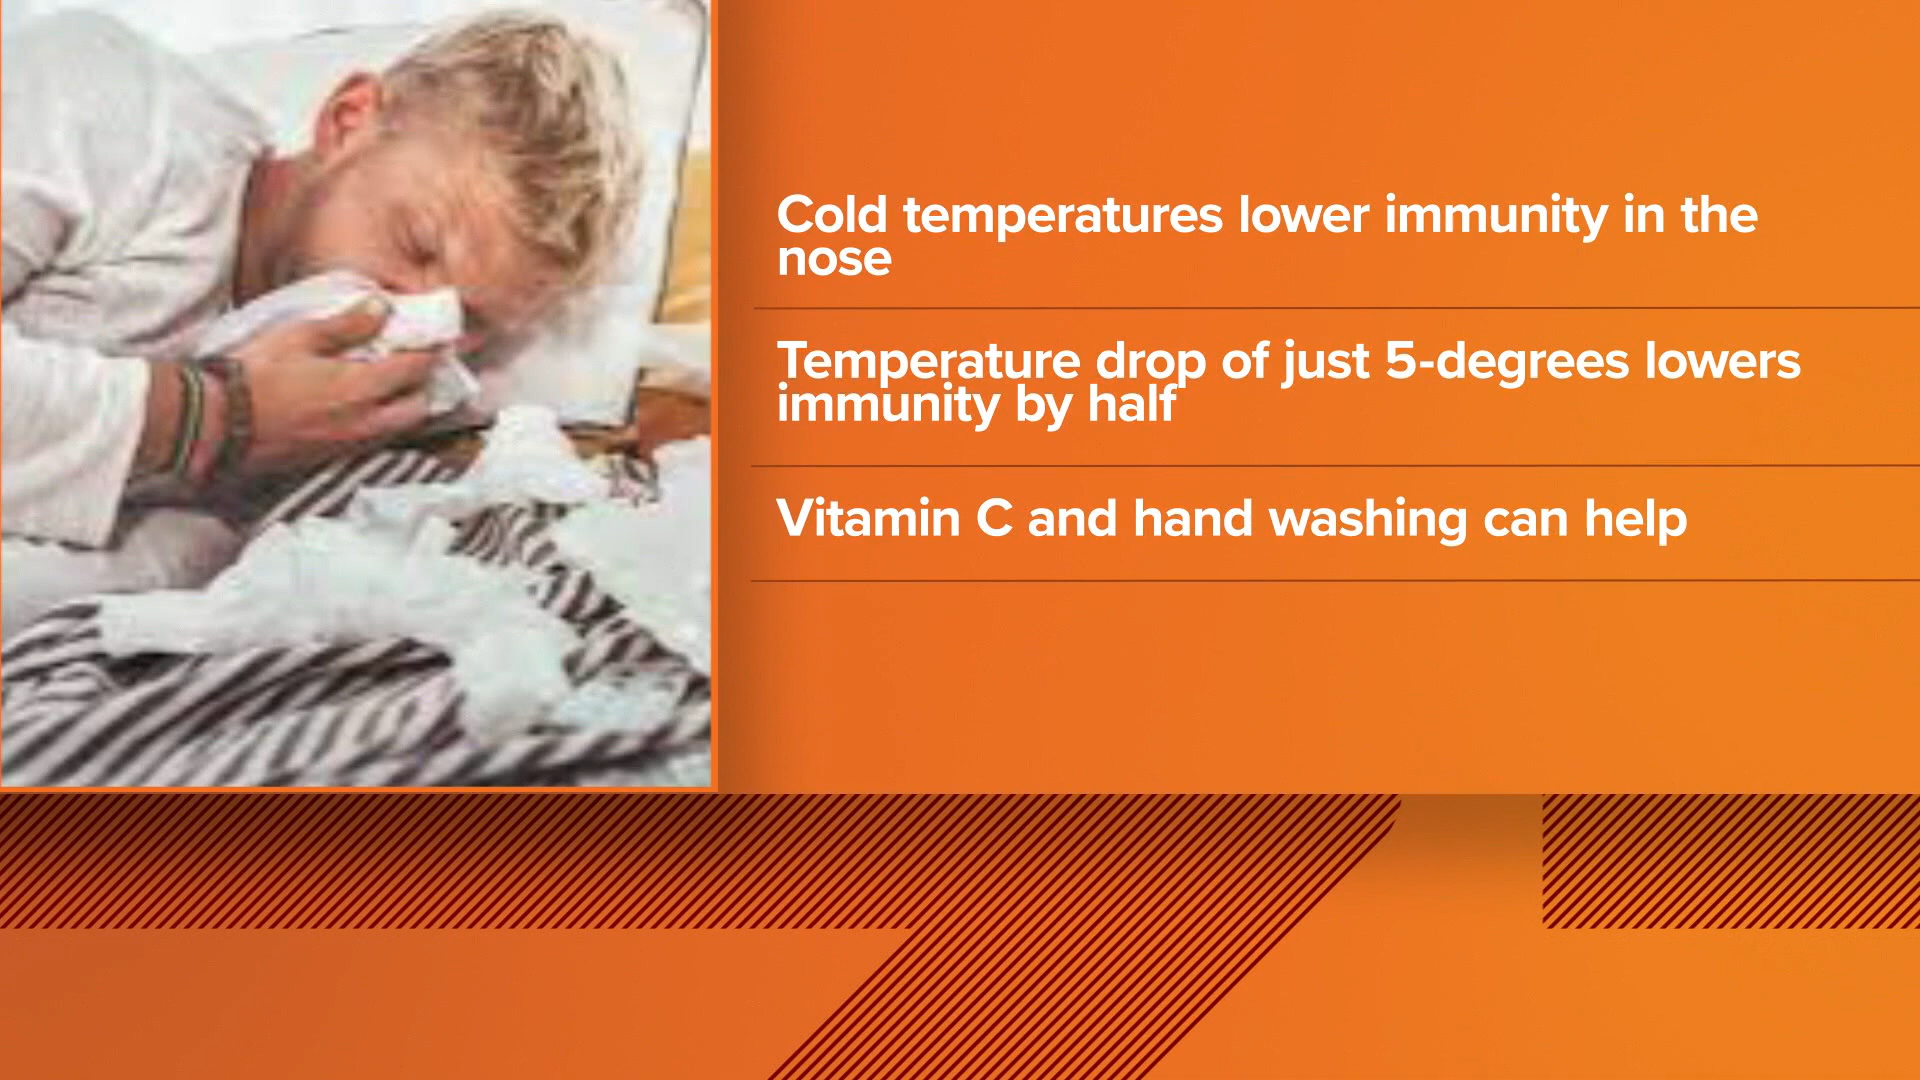 Cold temperatures lower immunity in the
nose
Temperature drop of just 5-degrees lowers
immunity by half
Vitamin C and hand washing can help